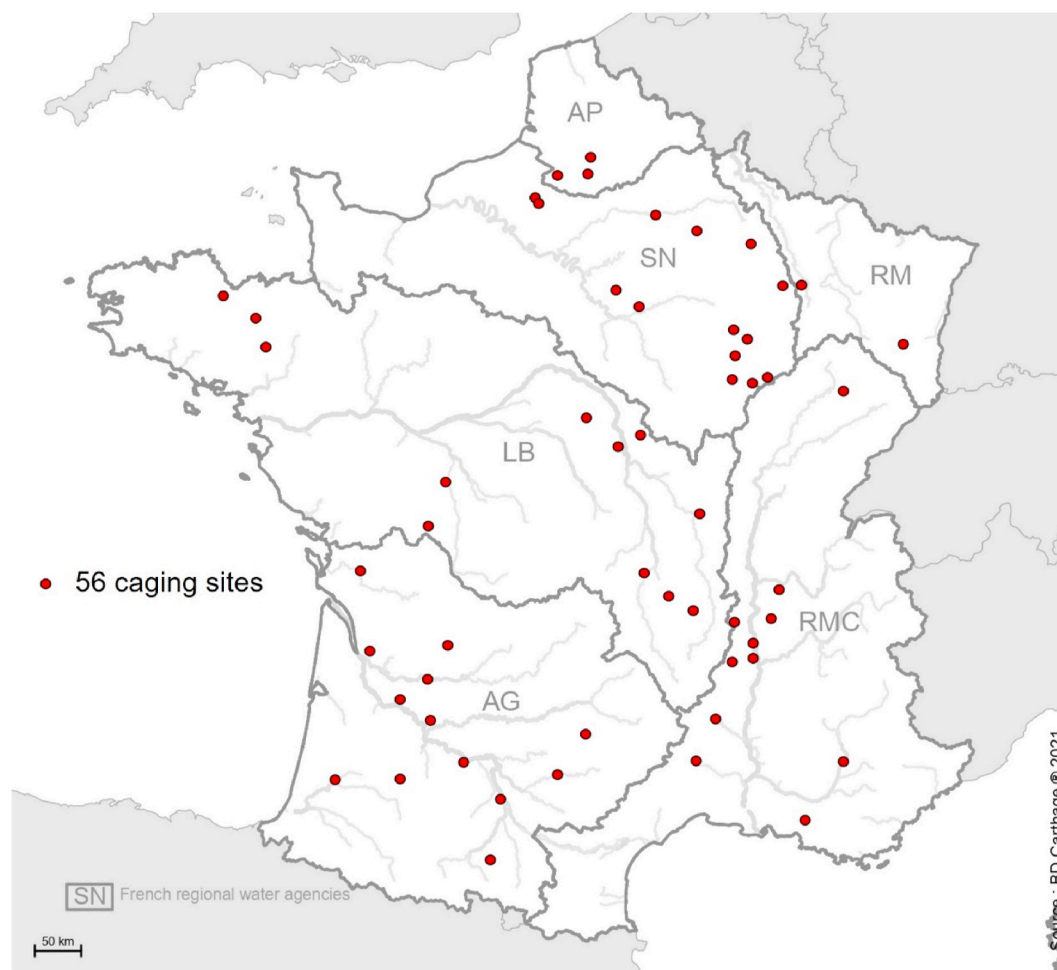 AP
SN
RM
LB
56 caging sites
RMC
AG
SN French regional water agencies
50 km
Source : BD Carthage ® 2021